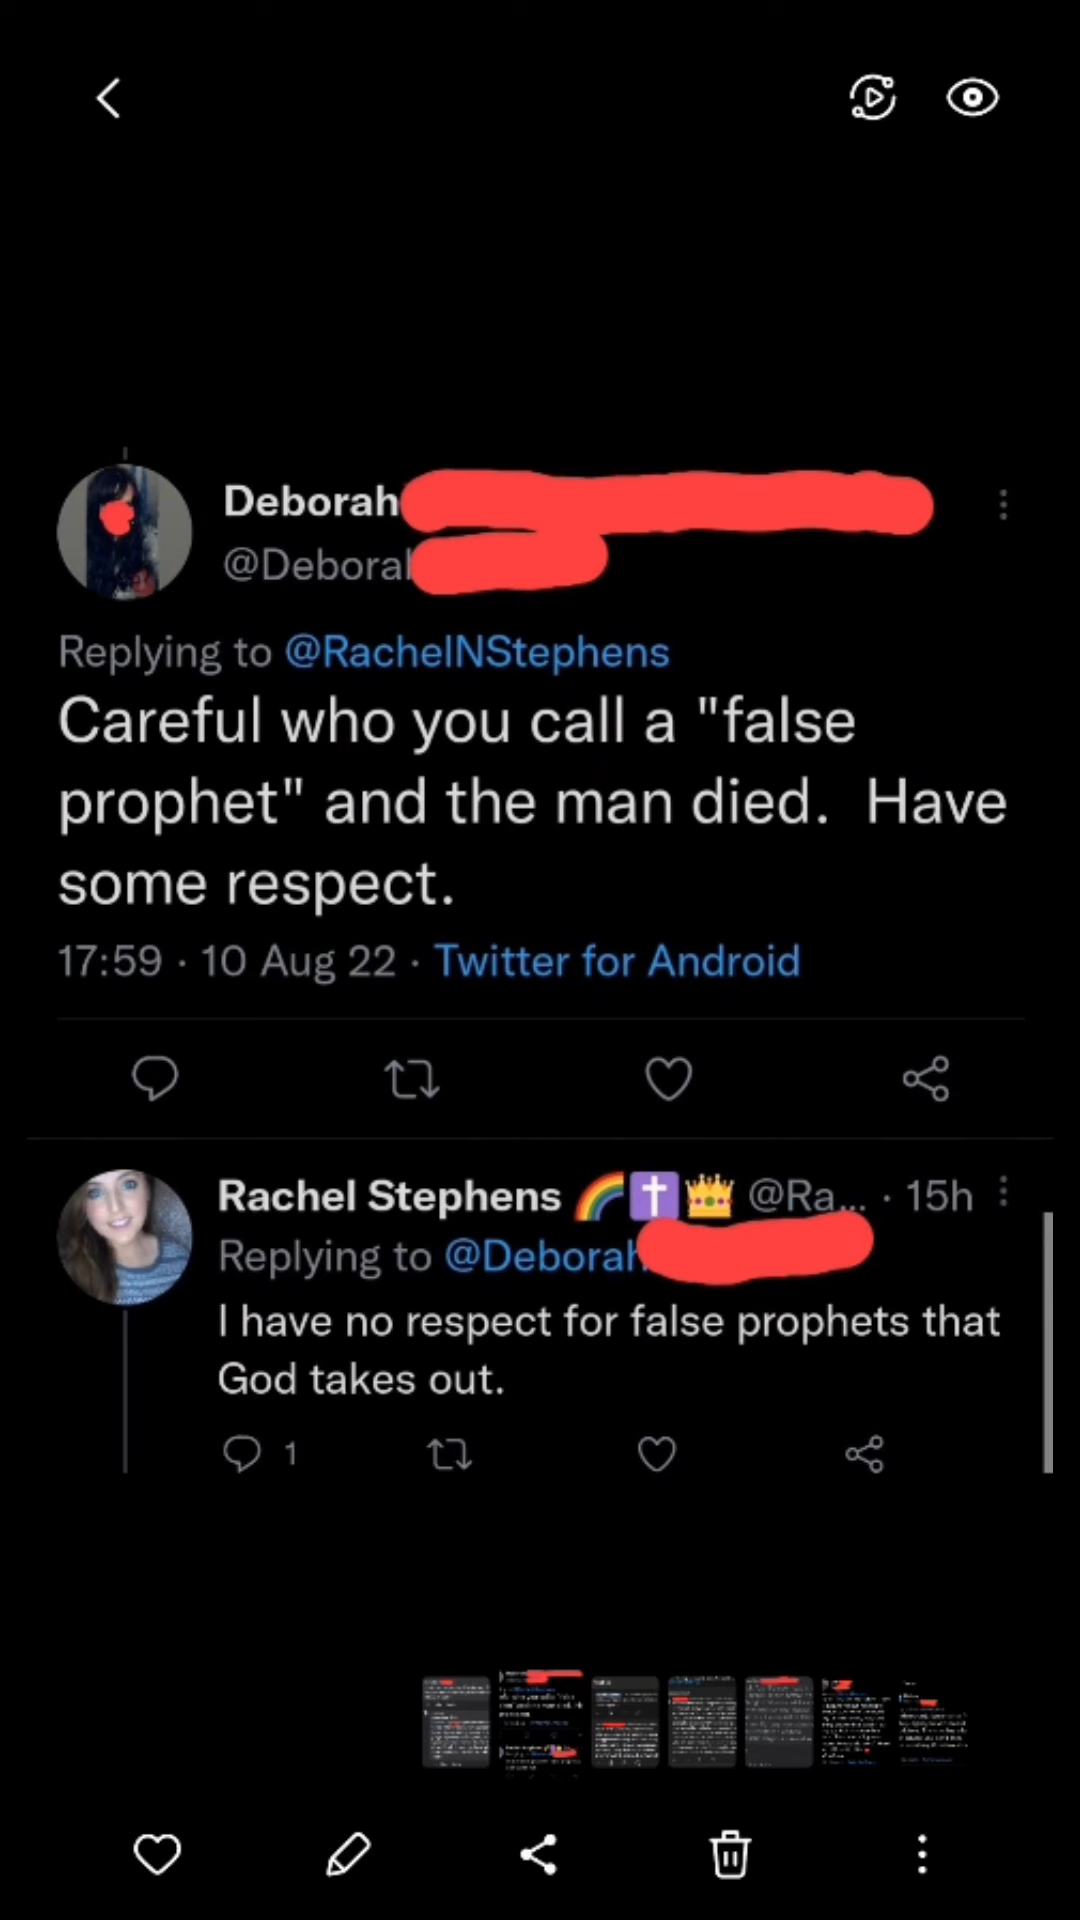 Deborah
@Debora
Replying to @RachelNStephens
Careful who you call a "false
prophet" and the man died.  Have
some respect.
17:59 · 10 Aug 22 · Twitter for Android
Rachel Stephens 🌈✝️👑 @Ra... · 15h
Replying to @Deborah
I have no respect for false prophets that
God takes out.
1